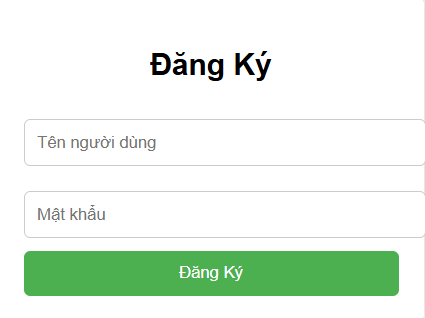 Đăng Ký
Tên người dùng
Mật khẩu
Đăng Ký